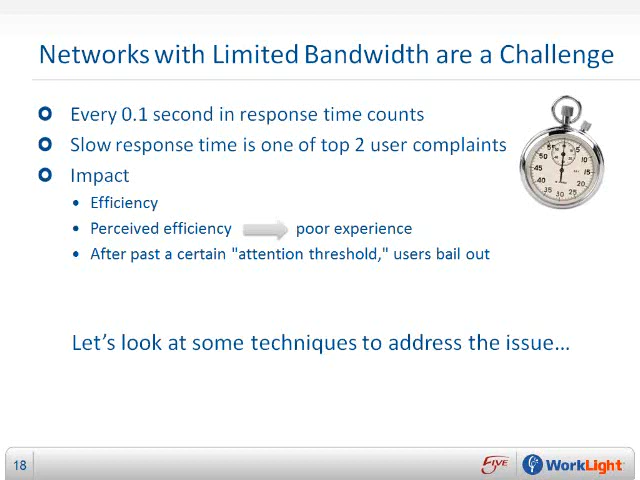 Networks with Limited Bandwidth are a Challenge
Every 0.1 second in response time counts
Slow response time is one of top 2 user complaints
Impact
Efficiency
Perceived efficiency poor experience
After past a certain "attention threshold," users bail out
Let's look at some techniques to address the issue…
18
FIVE
WorkLight